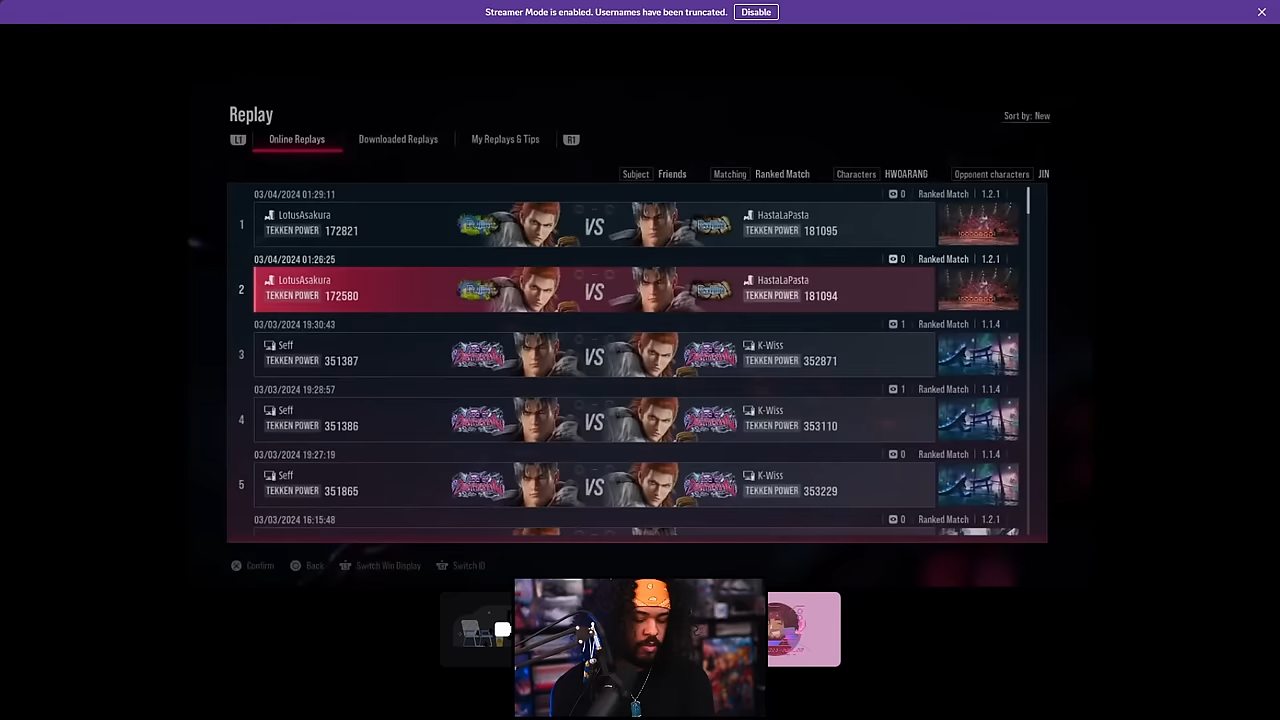 Streamer Mode is enabled. Usernames have been truncated. Disable
Replay
Sort by: New
L1 Online Replays Downloaded Replays My Replays & Tips R1
Subject Friends Matching Ranked Match Characters HWOARANG Opponent characters JIN
03/04/2024 01:29:11 0 Ranked Match 1.2.1
1 LotusAsakura VS HastaLaPasta
TEKKEN POWER 172821 TEKKEN POWER 181095
03/04/2024 01:26:25 0 Ranked Match 1.2.1
2 LotusAsakura VS HastaLaPasta
TEKKEN POWER 172580 TEKKEN POWER 181094
03/03/2024 19:30:43 1 Ranked Match 1.1.4
3 Seff VS K-Wiss
TEKKEN POWER 351387 TEKKEN POWER 352871
03/03/2024 19:28:57 1 Ranked Match 1.1.4
4 Seff VS K-Wiss
TEKKEN POWER 351386 TEKKEN POWER 353110
03/03/2024 19:27:19 0 Ranked Match 1.1.4
5 Seff VS K-Wiss
TEKKEN POWER 351865 TEKKEN POWER 353229
03/03/2024 16:15:48 0 Ranked Match 1.2.1
Confirm Back Switch Win Display Switch ID